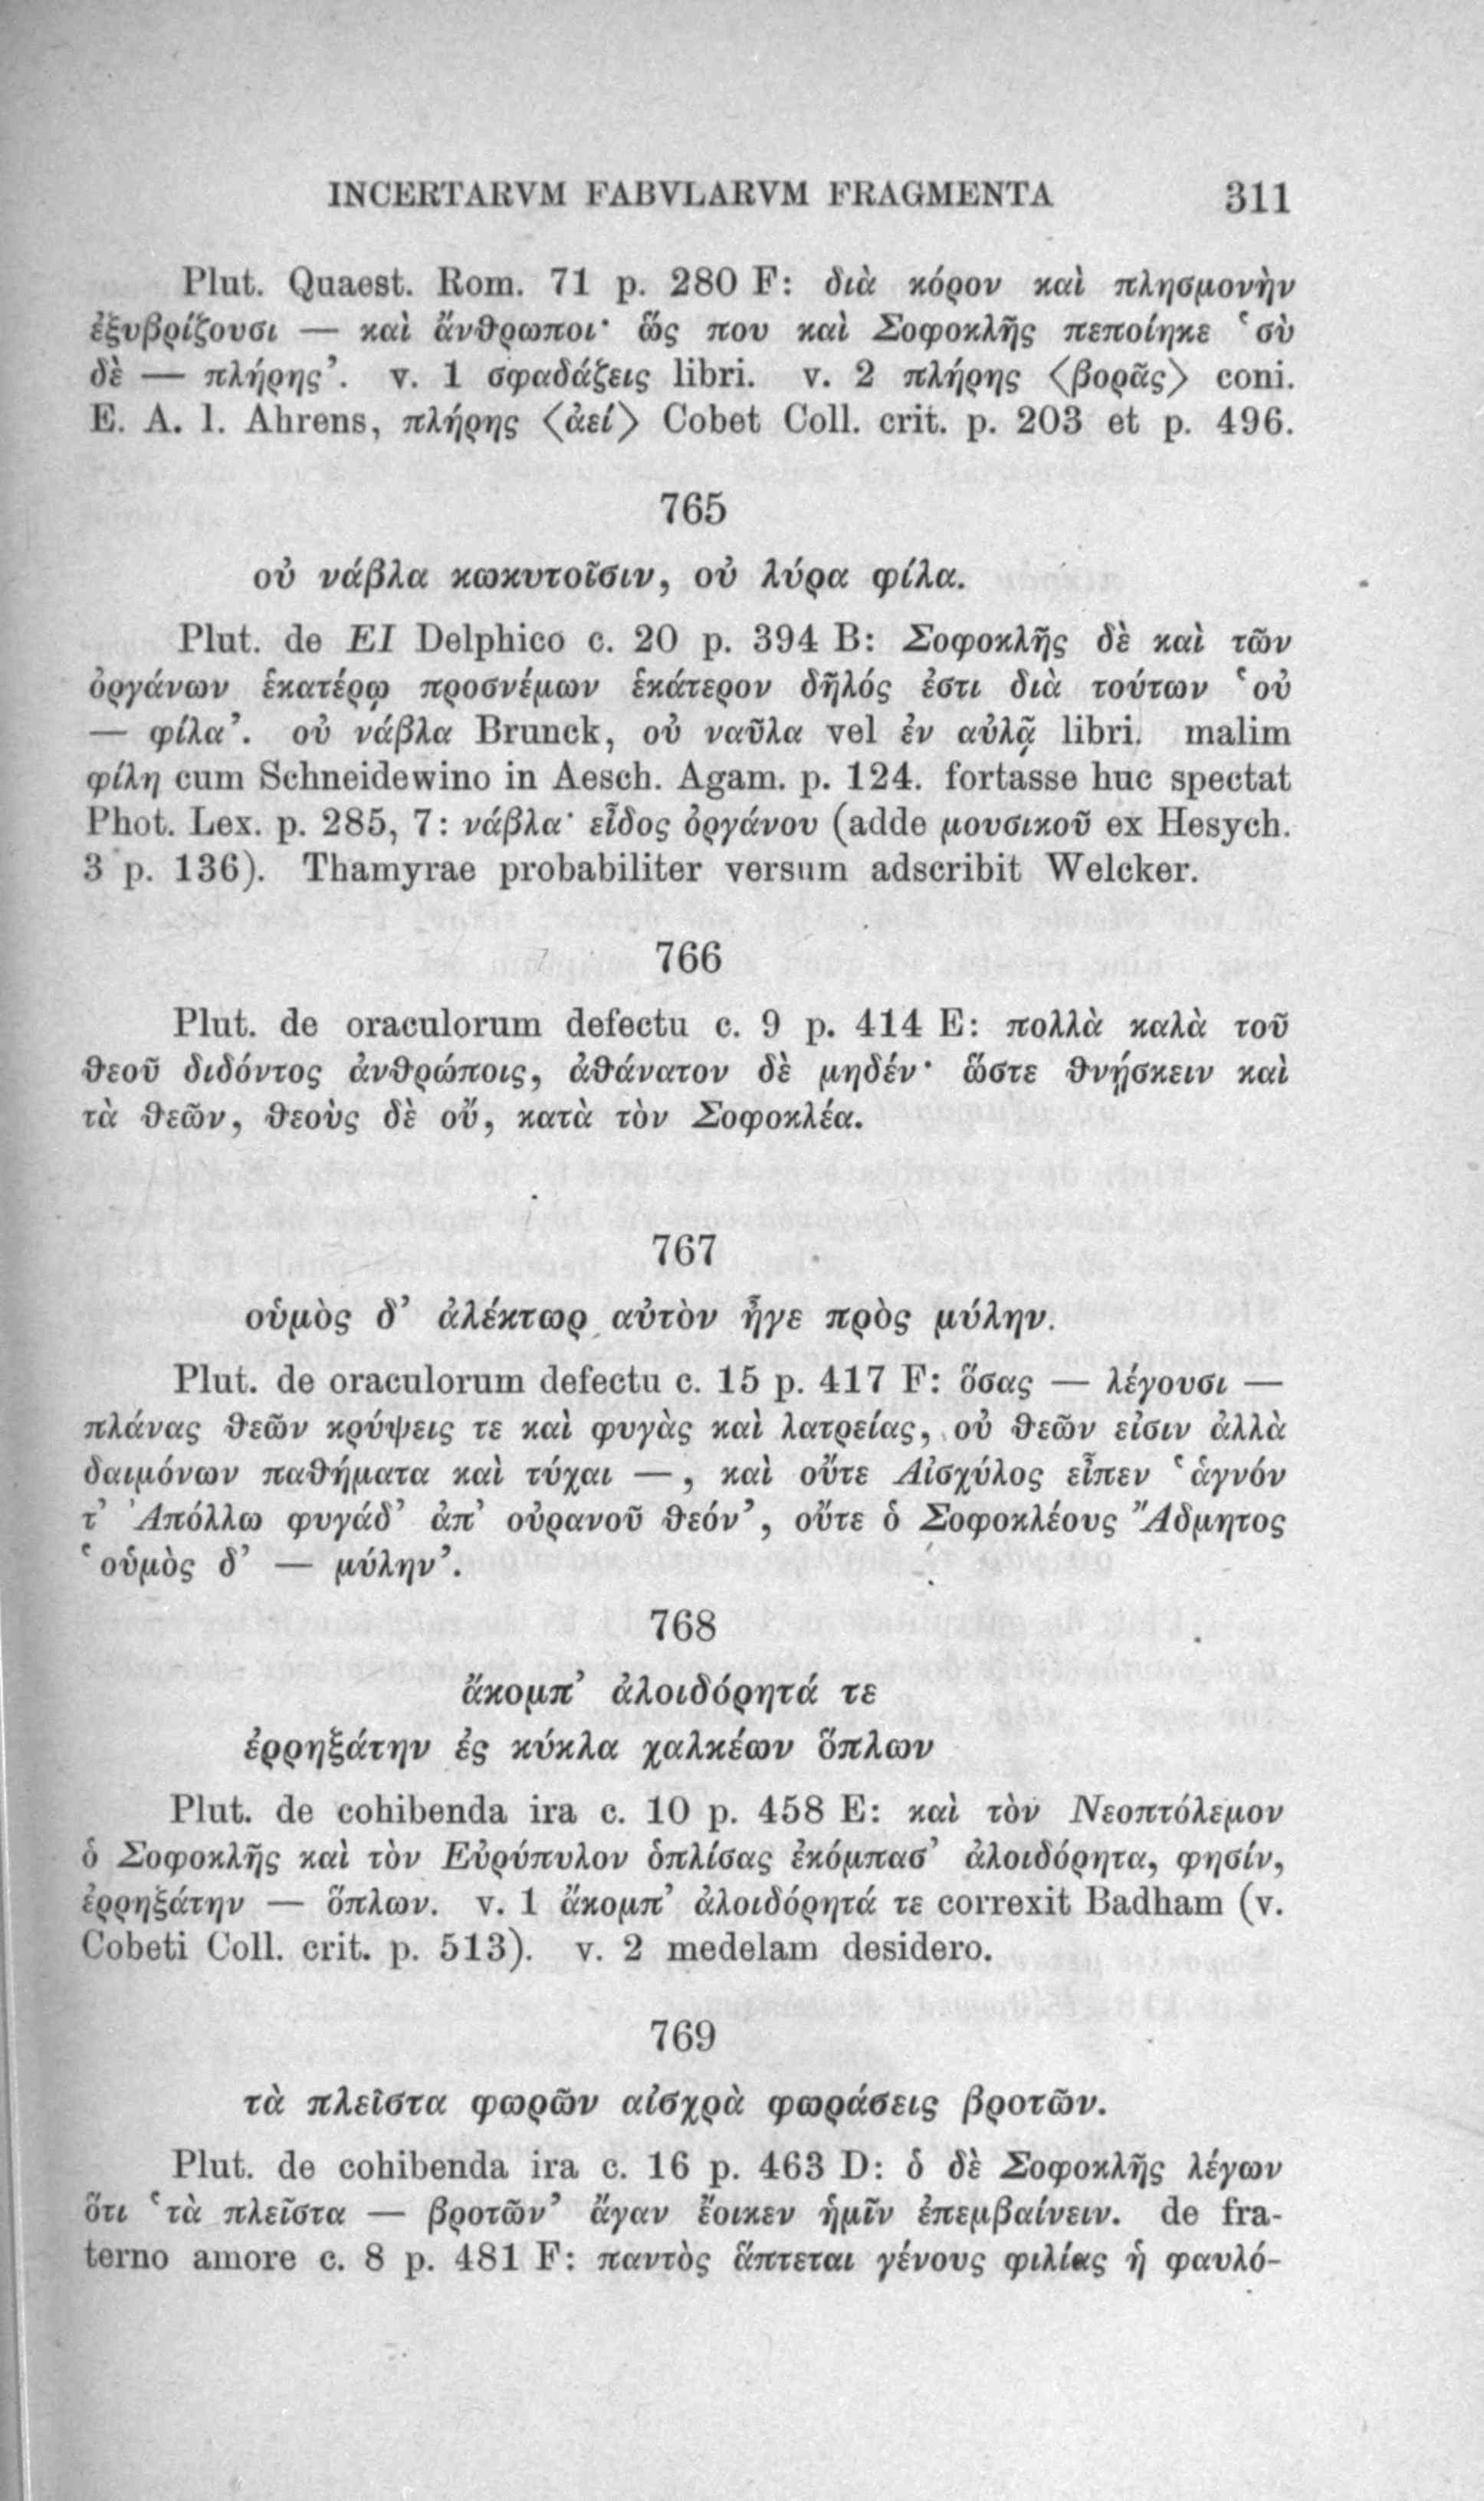 INCERTARVM FABVLARVM FRAGMENTA 311
Plut. Quaest. Rom. 71 p. 280 F: διὰ κόρον καὶ πλησμονὴν
ἐξυβρίζουσι — καὶ ἄνθρωποι· ὥς που καὶ Σοφοκλῆς πεποίηκε ‘σὺ
δὲ — πλήρης’. v. 1 σφαδάζεις libri. v. 2 πλήρης ⟨βορᾶς⟩ coni.
E. A. I. Ahrens, πλήρης ⟨ἀεί⟩ Cobet Coll. crit. p. 203 et p. 496.
765
οὐ νάβλα κωκυτοῖσιν, οὐ λύρα φίλα.
Plut. de EI Delphico c. 20 p. 394 B: Σοφοκλῆς δὲ καὶ τῶν
ὀργάνων ἑκατέρῳ προσνέμων ἑκάτερον δῆλός ἐστι διὰ τούτων ‘οὐ
— φίλα’. οὐ νάβλα Brunck, οὐ ναῦλα vel ἐν αὐλᾷ libri. malim
φίλη cum Schneidewino in Aesch. Agam. p. 124. fortasse huc spectat
Phot. Lex. p. 285, 7: νάβλα· εἶδος ὀργάνου (adde μουσικοῦ ex Hesych.
3 p. 136). Thamyrae probabiliter versum adscribit Welcker.
766
Plut. de oraculorum defectu c. 9 p. 414 E: πολλὰ καλὰ τοῦ
θεοῦ διδόντος ἀνθρώποις, ἀθάνατον δὲ μηδέν· ὥστε θνῄσκειν καὶ
τὰ θεῶν, θεοὺς δὲ οὔ, κατὰ τὸν Σοφοκλέα.
767
οὑμὸς δ’ ἀλέκτωρ αὐτὸν ἦγε πρὸς μύλην.
Plut. de oraculorum defectu c. 15 p. 417 F: ὅσας — λέγουσι —
πλάνας θεῶν κρύψεις τε καὶ φυγὰς καὶ λατρείας, οὐ θεῶν εἰσιν ἀλλὰ
δαιμόνων παθήματα καὶ τύχαι —, καὶ οὔτε Αἰσχύλος εἶπεν ‘ἁγνόν
τ’ Ἀπόλλω φυγάδ’ ἀπ’ οὐρανοῦ θεόν’, οὔτε ὁ Σοφοκλέους Ἄδμητος
‘οὑμὸς δ’ — μύλην’.
768
ἄκομπ’ ἀλοιδόρητά τε
ἐρρηξάτην ἐς κύκλα χαλκέων ὅπλων
Plut. de cohibenda ira c. 10 p. 458 E: καὶ τὸν Νεοπτόλεμον
ὁ Σοφοκλῆς καὶ τὸν Εὐρύπυλον ὁπλίσας ἐκόμπασ’ ἀλοιδόρητα, φησίν,
ἐρρηξάτην — ὅπλων. v. 1 ἄκομπ’ ἀλοιδόρητά τε correxit Badham (v.
Cobeti Coll. crit. p. 513). v. 2 medelam desidero.
769
τὰ πλεῖστα φωρῶν αἰσχρὰ φωράσεις βροτῶν.
Plut. de cohibenda ira c. 16 p. 463 D: ὁ δὲ Σοφοκλῆς λέγων
ὅτι ‘τὰ πλεῖστα — βροτῶν’ ἄγαν ἔοικεν ἡμῖν ἐπεμβαίνειν. de fra-
terno amore c. 8 p. 481 F: παντὸς ἅπτεται γένους φιλίας ἡ φαυλό-